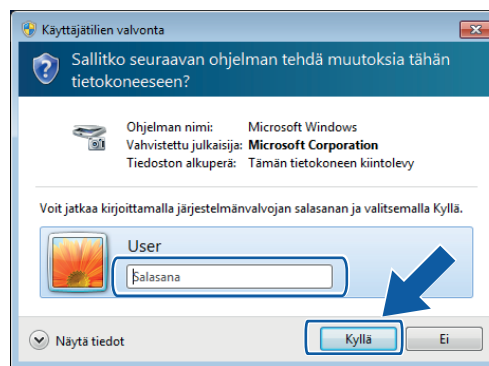 Käyttäjätilien valvonta
Sallitko seuraavan ohjelman tehdä muutoksia tähän
tietokoneeseen?
Ohjelman nimi: Microsoft Windows
Vahvistettu julkaisija: Microsoft Corporation
Tiedoston alkuperä: Tämän tietokoneen kiintolevy
Voit jatkaa kirjoittamalla järjestelmänvalvojan salasanan ja valitsemalla Kyllä.
User
Salasana
Näytä tiedot Kyllä Ei